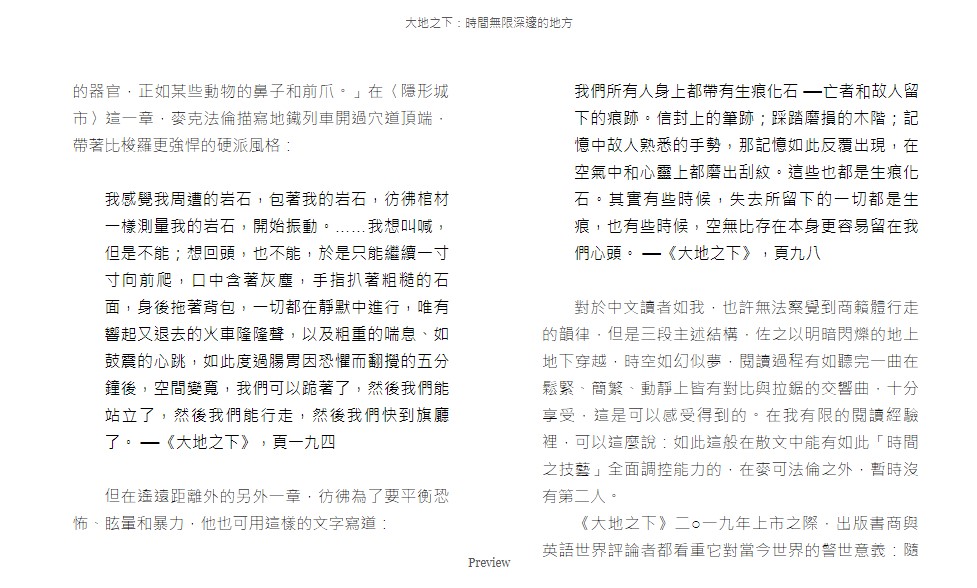 大地之下：時間無限深邃的地方
的器官，正如某些動物的鼻子和前爪。」在〈隱形城
市〉這一章，麥克法倫描寫地鐵列車開過穴道頂端，
帶著比梭羅更強悍的硬派風格：
我感覺我周遭的岩石，包著我的岩石，彷彿棺材
一樣測量我的岩石，開始振動。……我想叫喊，
但是不能；想回頭，也不能，於是只能繼續一寸
寸向前爬，口中含著灰塵，手指扒著粗糙的石
面，身後拖著背包，一切都在靜默中進行，唯有
響起又退去的火車隆隆聲，以及粗重的喘息、如
鼓震的心跳，如此度過腸胃因恐懼而翻攪的五分
鐘後，空間變寬，我們可以跪著了，然後我們能
站立了，然後我們能行走，然後我們快到旗廳
了。 ──《大地之下》，頁一九四
但在遙遠距離外的另外一章，彷彿為了要平衡恐
怖、眩暈和暴力，他也可用這樣的文字寫道：
我們所有人身上都帶有生痕化石 ──亡者和故人留
下的痕跡。信封上的筆跡；踩踏磨損的木階；記
憶中故人熟悉的手勢，那記憶如此反覆出現，在
空氣中和心靈上都磨出刮紋。這些也都是生痕化
石。其實有些時候，失去所留下的一切都是生
痕，也有些時候，空無比存在本身更容易留在我
們心頭。 ──《大地之下》，頁九八
對於中文讀者如我，也許無法察覺到商籟體行走
的韻律，但是三段主述結構，佐之以明暗閃爍的地上
地下穿越，時空如幻似夢，閱讀過程有如聽完一曲在
鬆緊、簡繁、動靜上皆有對比與拉鋸的交響曲，十分
享受，這是可以感受得到的。在我有限的閱讀經驗
裡，可以這麼說：如此這般在散文中能有如此「時間
之技藝」全面調控能力的，在麥可法倫之外，暫時沒
有第二人。
《大地之下》二○一九年上市之際，出版書商與
英語世界評論者都看重它對當今世界的警世意義：隨
Preview